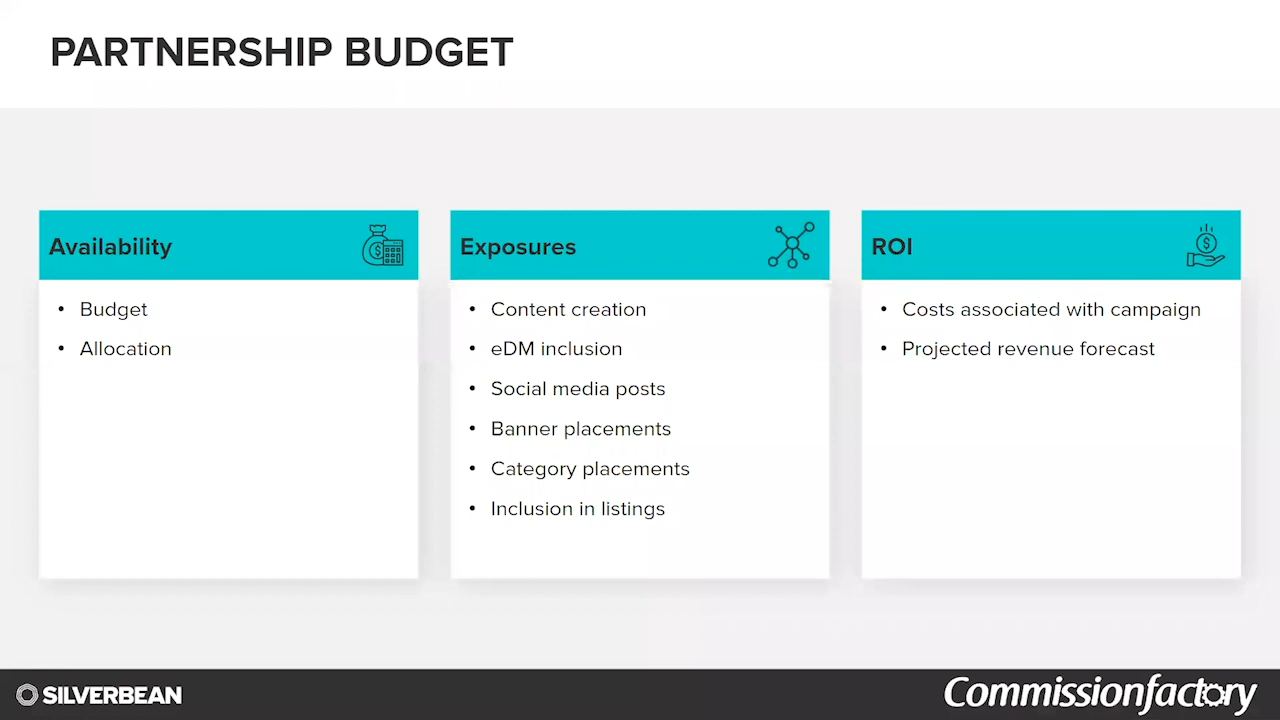 PARTNERSHIP BUDGET
Availability
• Budget
• Allocation
Exposures
• Content creation
• eDM inclusion
• Social media posts
• Banner placements
• Category placements
• Inclusion in listings
ROI
• Costs associated with campaign
• Projected revenue forecast
SILVERBEAN
Commissionfactory